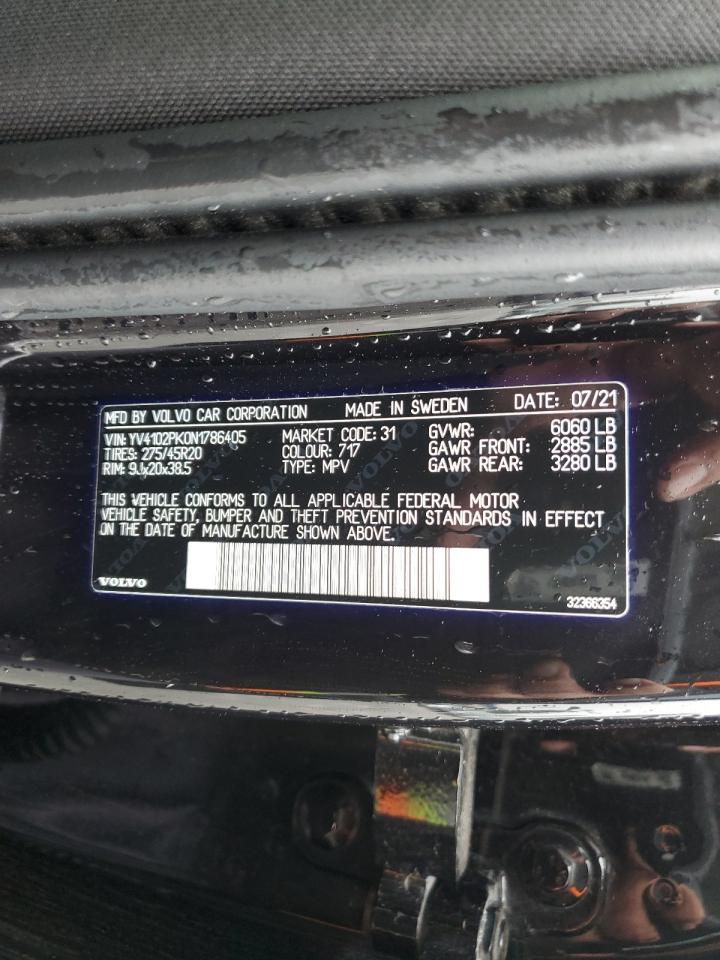 MFD BY VOLVO CAR CORPORATION MADE IN SWEDEN DATE: 07/21
VIN: YV4102PK0N1786405 MARKET CODE: 31 GVWR: 6060 LB
TIRES: 275/45R20 COLOUR: 717 GAWR FRONT: 2885 LB
RIM: 9Jx20x38.5 TYPE: MPV GAWR REAR: 3280 LB
THIS VEHICLE CONFORMS TO ALL APPLICABLE FEDERAL MOTOR
VEHICLE SAFETY, BUMPER AND THEFT PREVENTION STANDARDS IN EFFECT
ON THE DATE OF MANUFACTURE SHOWN ABOVE.
VOLVO 32366354